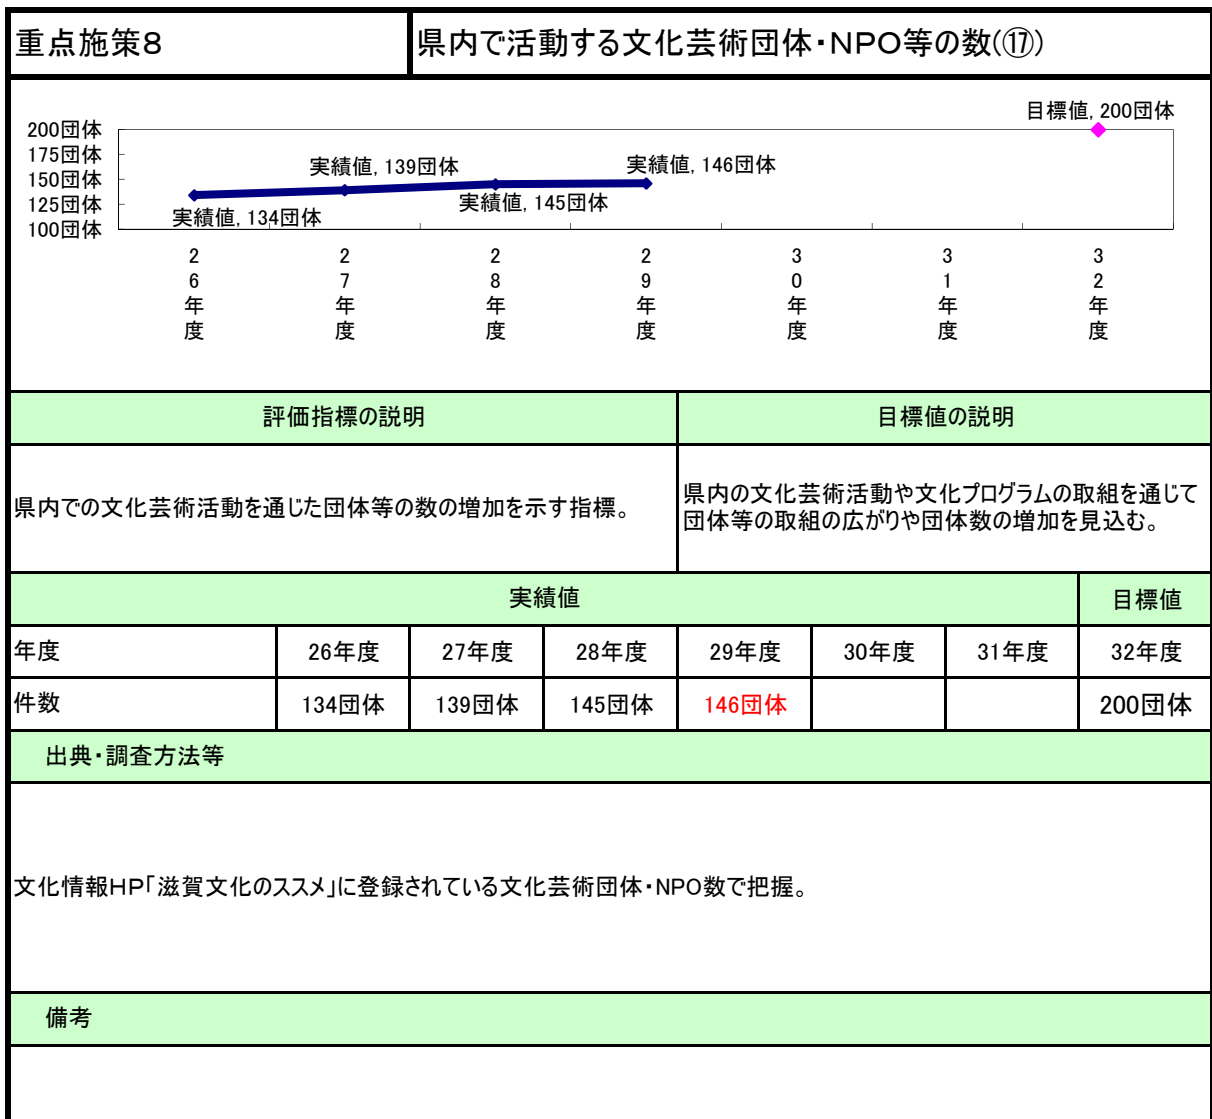 重点施策8
県内で活動する文化芸術団体・NPO等の数(⑰)
目標値, 200団体
200団体
175団体
150団体
125団体
100団体
実績値, 134団体
実績値, 139団体
実績値, 145団体
実績値, 146団体
26年度
27年度
28年度
29年度
30年度
31年度
32年度
評価指標の説明
目標値の説明
県内での文化芸術活動を通じた団体等の数の増加を示す指標。
県内の文化芸術活動や文化プログラムの取組を通じて
団体等の取組の広がりや団体数の増加を見込む。
実績値
目標値
年度 26年度 27年度 28年度 29年度 30年度 31年度 32年度
件数 134団体 139団体 145団体 146団体 200団体
出典・調査方法等
文化情報HP「滋賀文化のススメ」に登録されている文化芸術団体・NPO数で把握。
備考